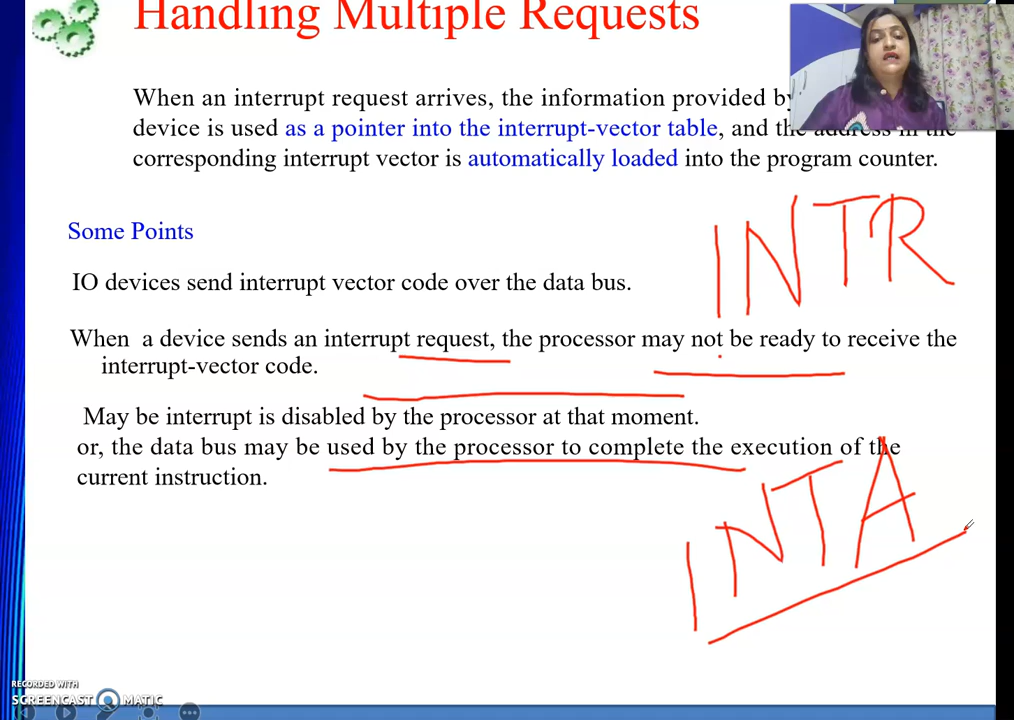 Handling Multiple Requests
When an interrupt request arrives, the information provided by
device is used as a pointer into the interrupt-vector table, and the address in the
corresponding interrupt vector is automatically loaded into the program counter.
Some Points
INTR
IO devices send interrupt vector code over the data bus.
When a device sends an interrupt request, the processor may not be ready to receive the
interrupt-vector code.
May be interrupt is disabled by the processor at that moment.
or, the data bus may be used by the processor to complete the execution of the
current instruction.
INTA
RECORDED WITH
SCREENCAST MATIC